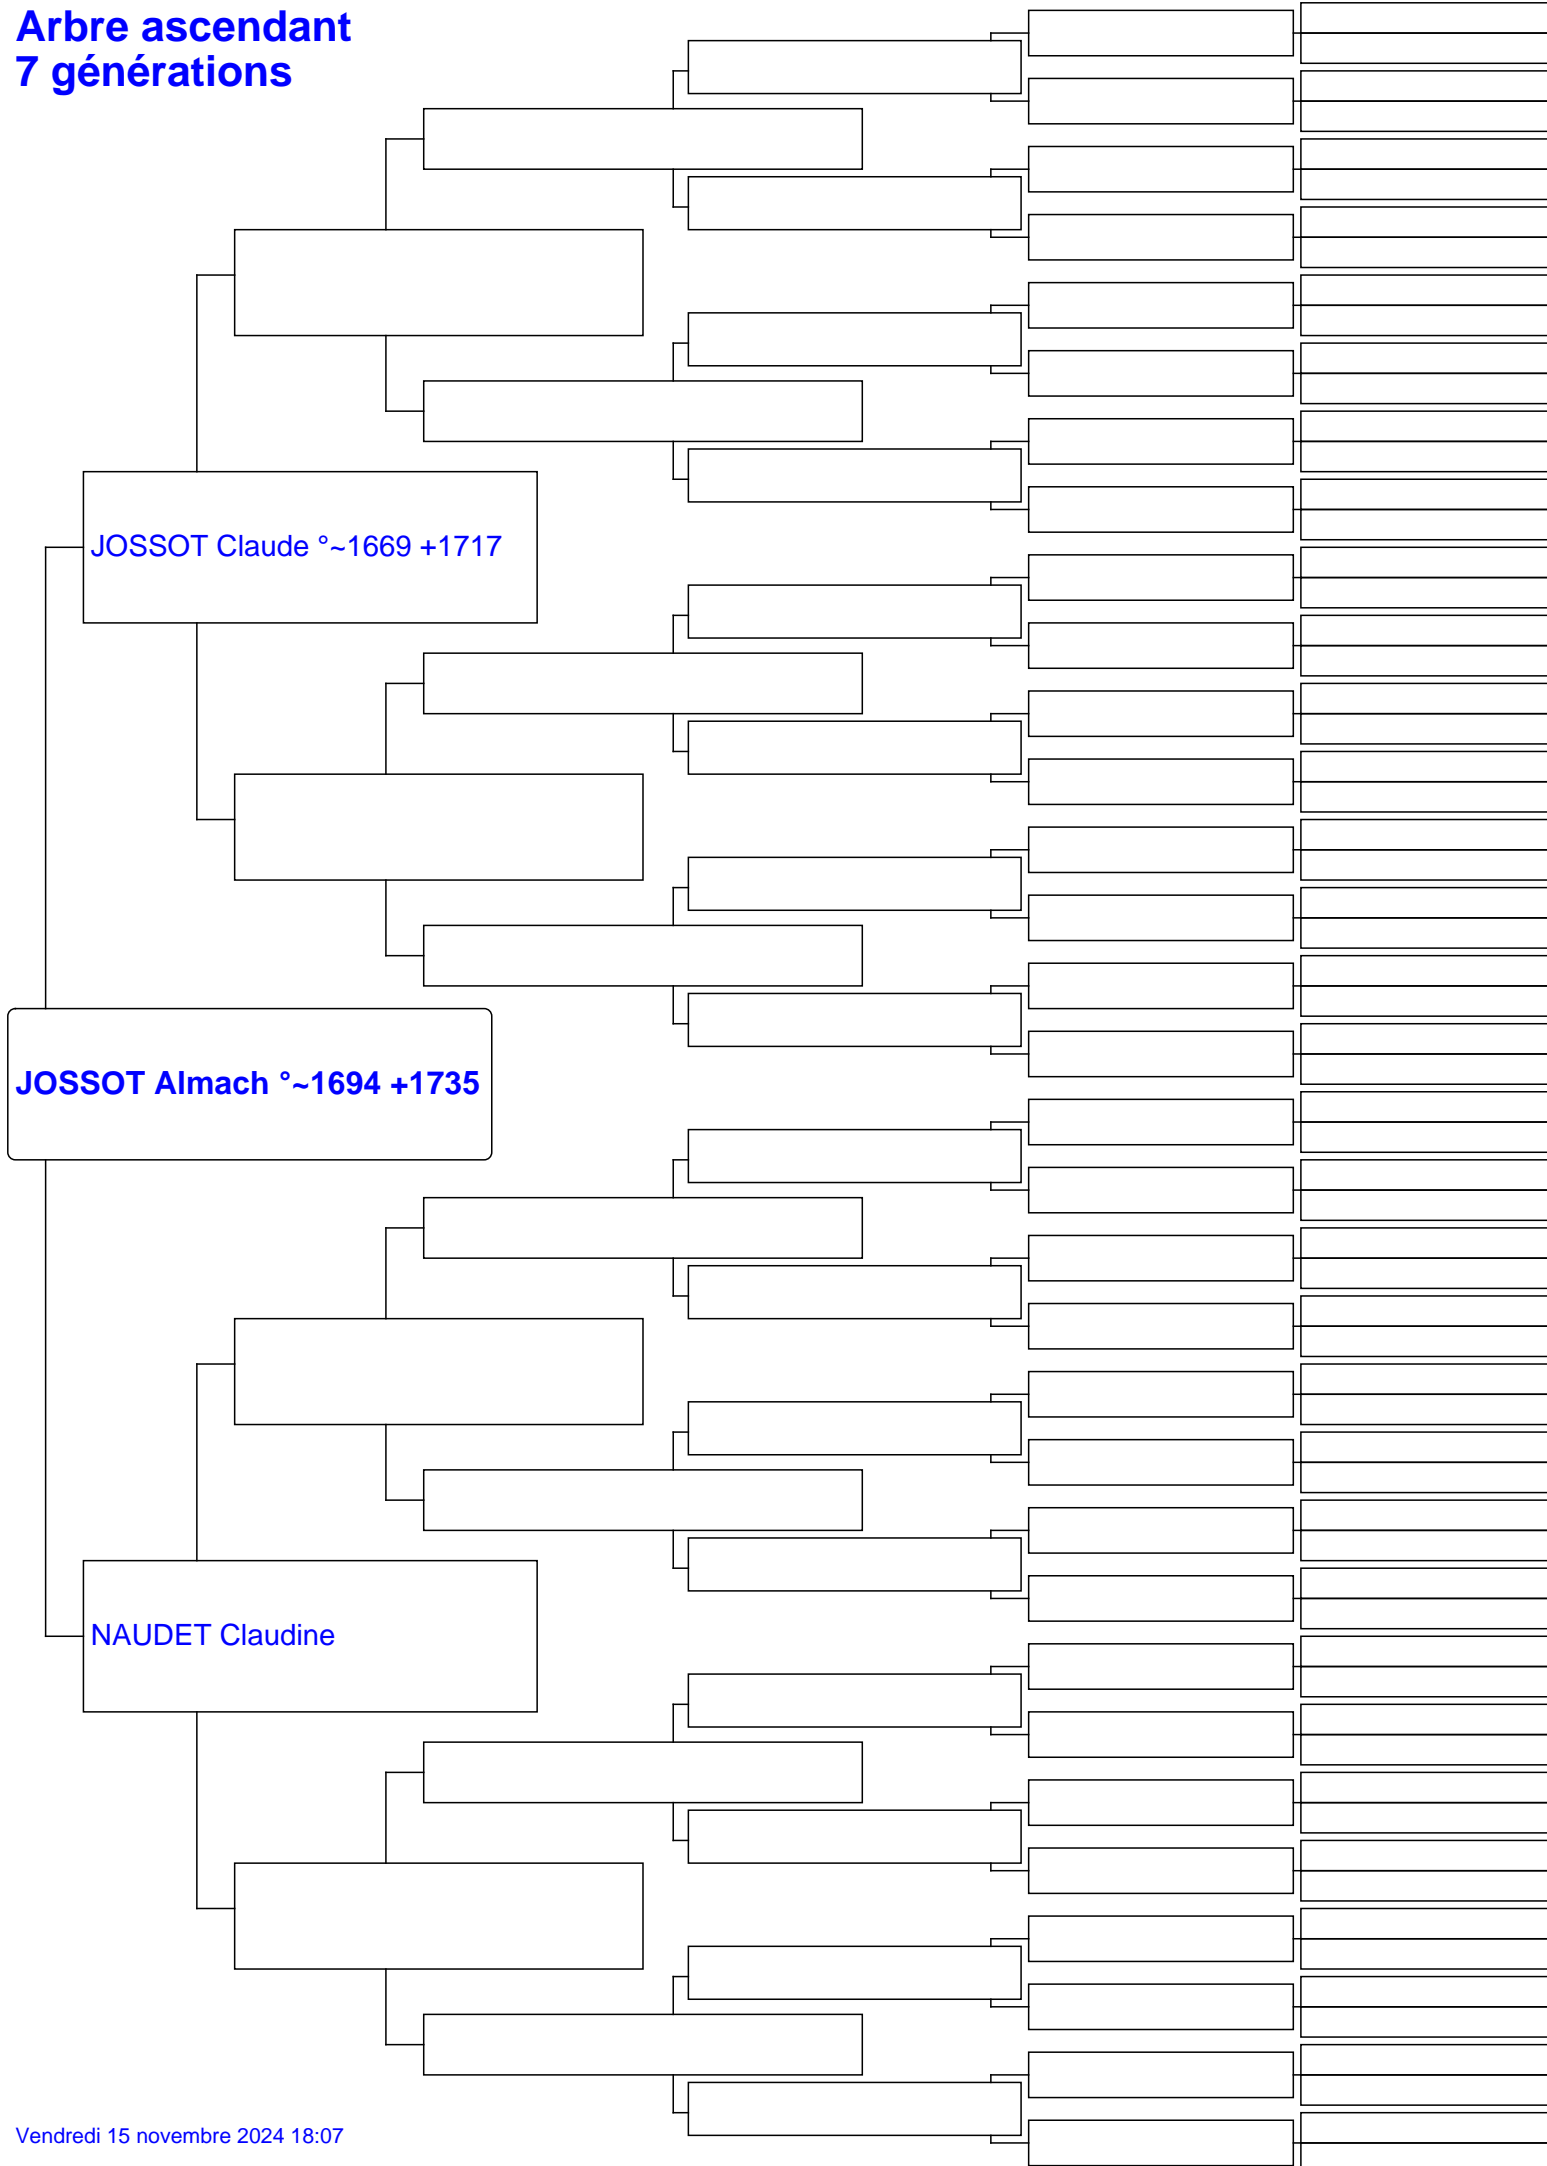 Arbre ascendant
7 générations
JOSSOT Claude °~1669 +1717
JOSSOT Almach °~1694 +1735
NAUDET Claudine
Vendredi 15 novembre 2024 18:07